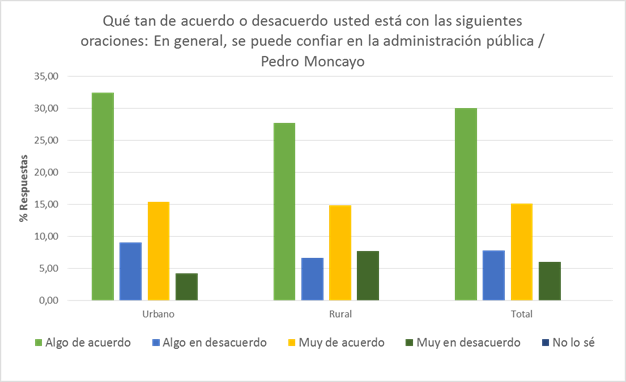 Qué tan de acuerdo o desacuerdo usted está con las siguientes
oraciones: En general, se puede confiar en la administración pública /
Pedro Moncayo
% Respuestas
35,00
30,00
25,00
20,00
15,00
10,00
5,00
0,00
Urbano Rural Total
Algo de acuerdo Algo en desacuerdo Muy de acuerdo Muy en desacuerdo No lo sé